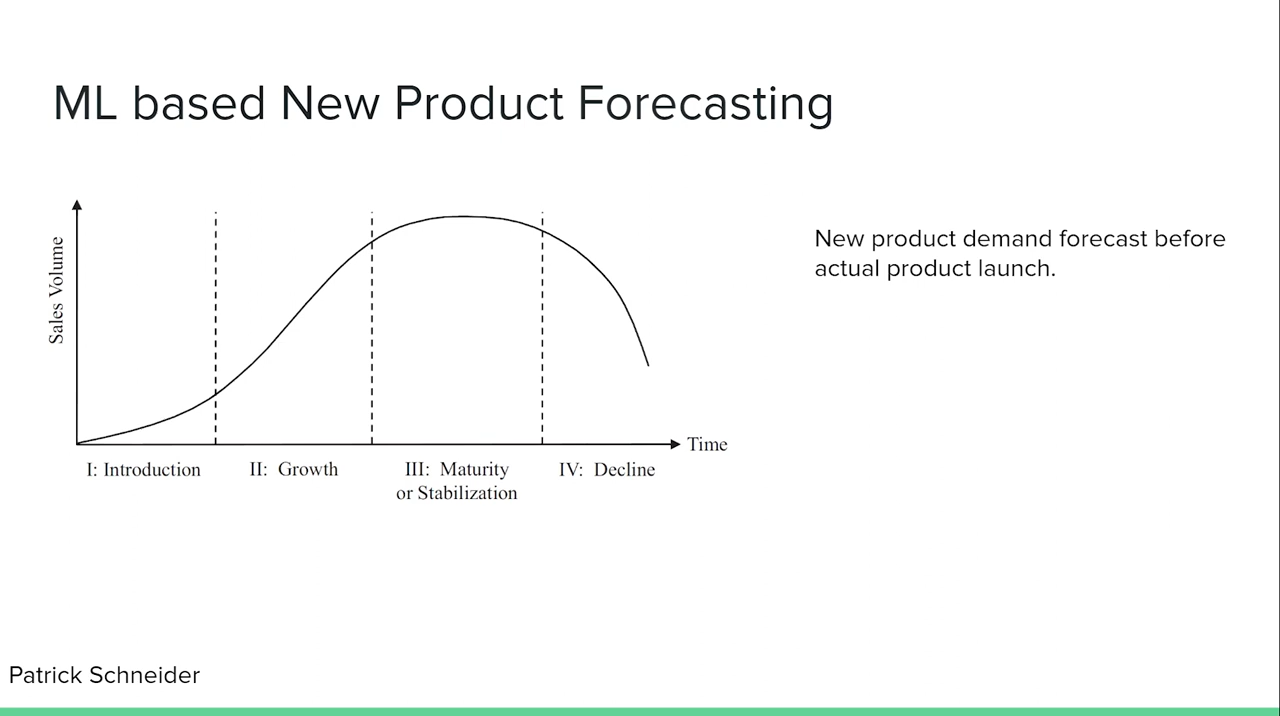 ML based New Product Forecasting
Sales Volume
New product demand forecast before
actual product launch.
Time
I: Introduction
II: Growth
III: Maturity
or Stabilization
IV: Decline
Patrick Schneider